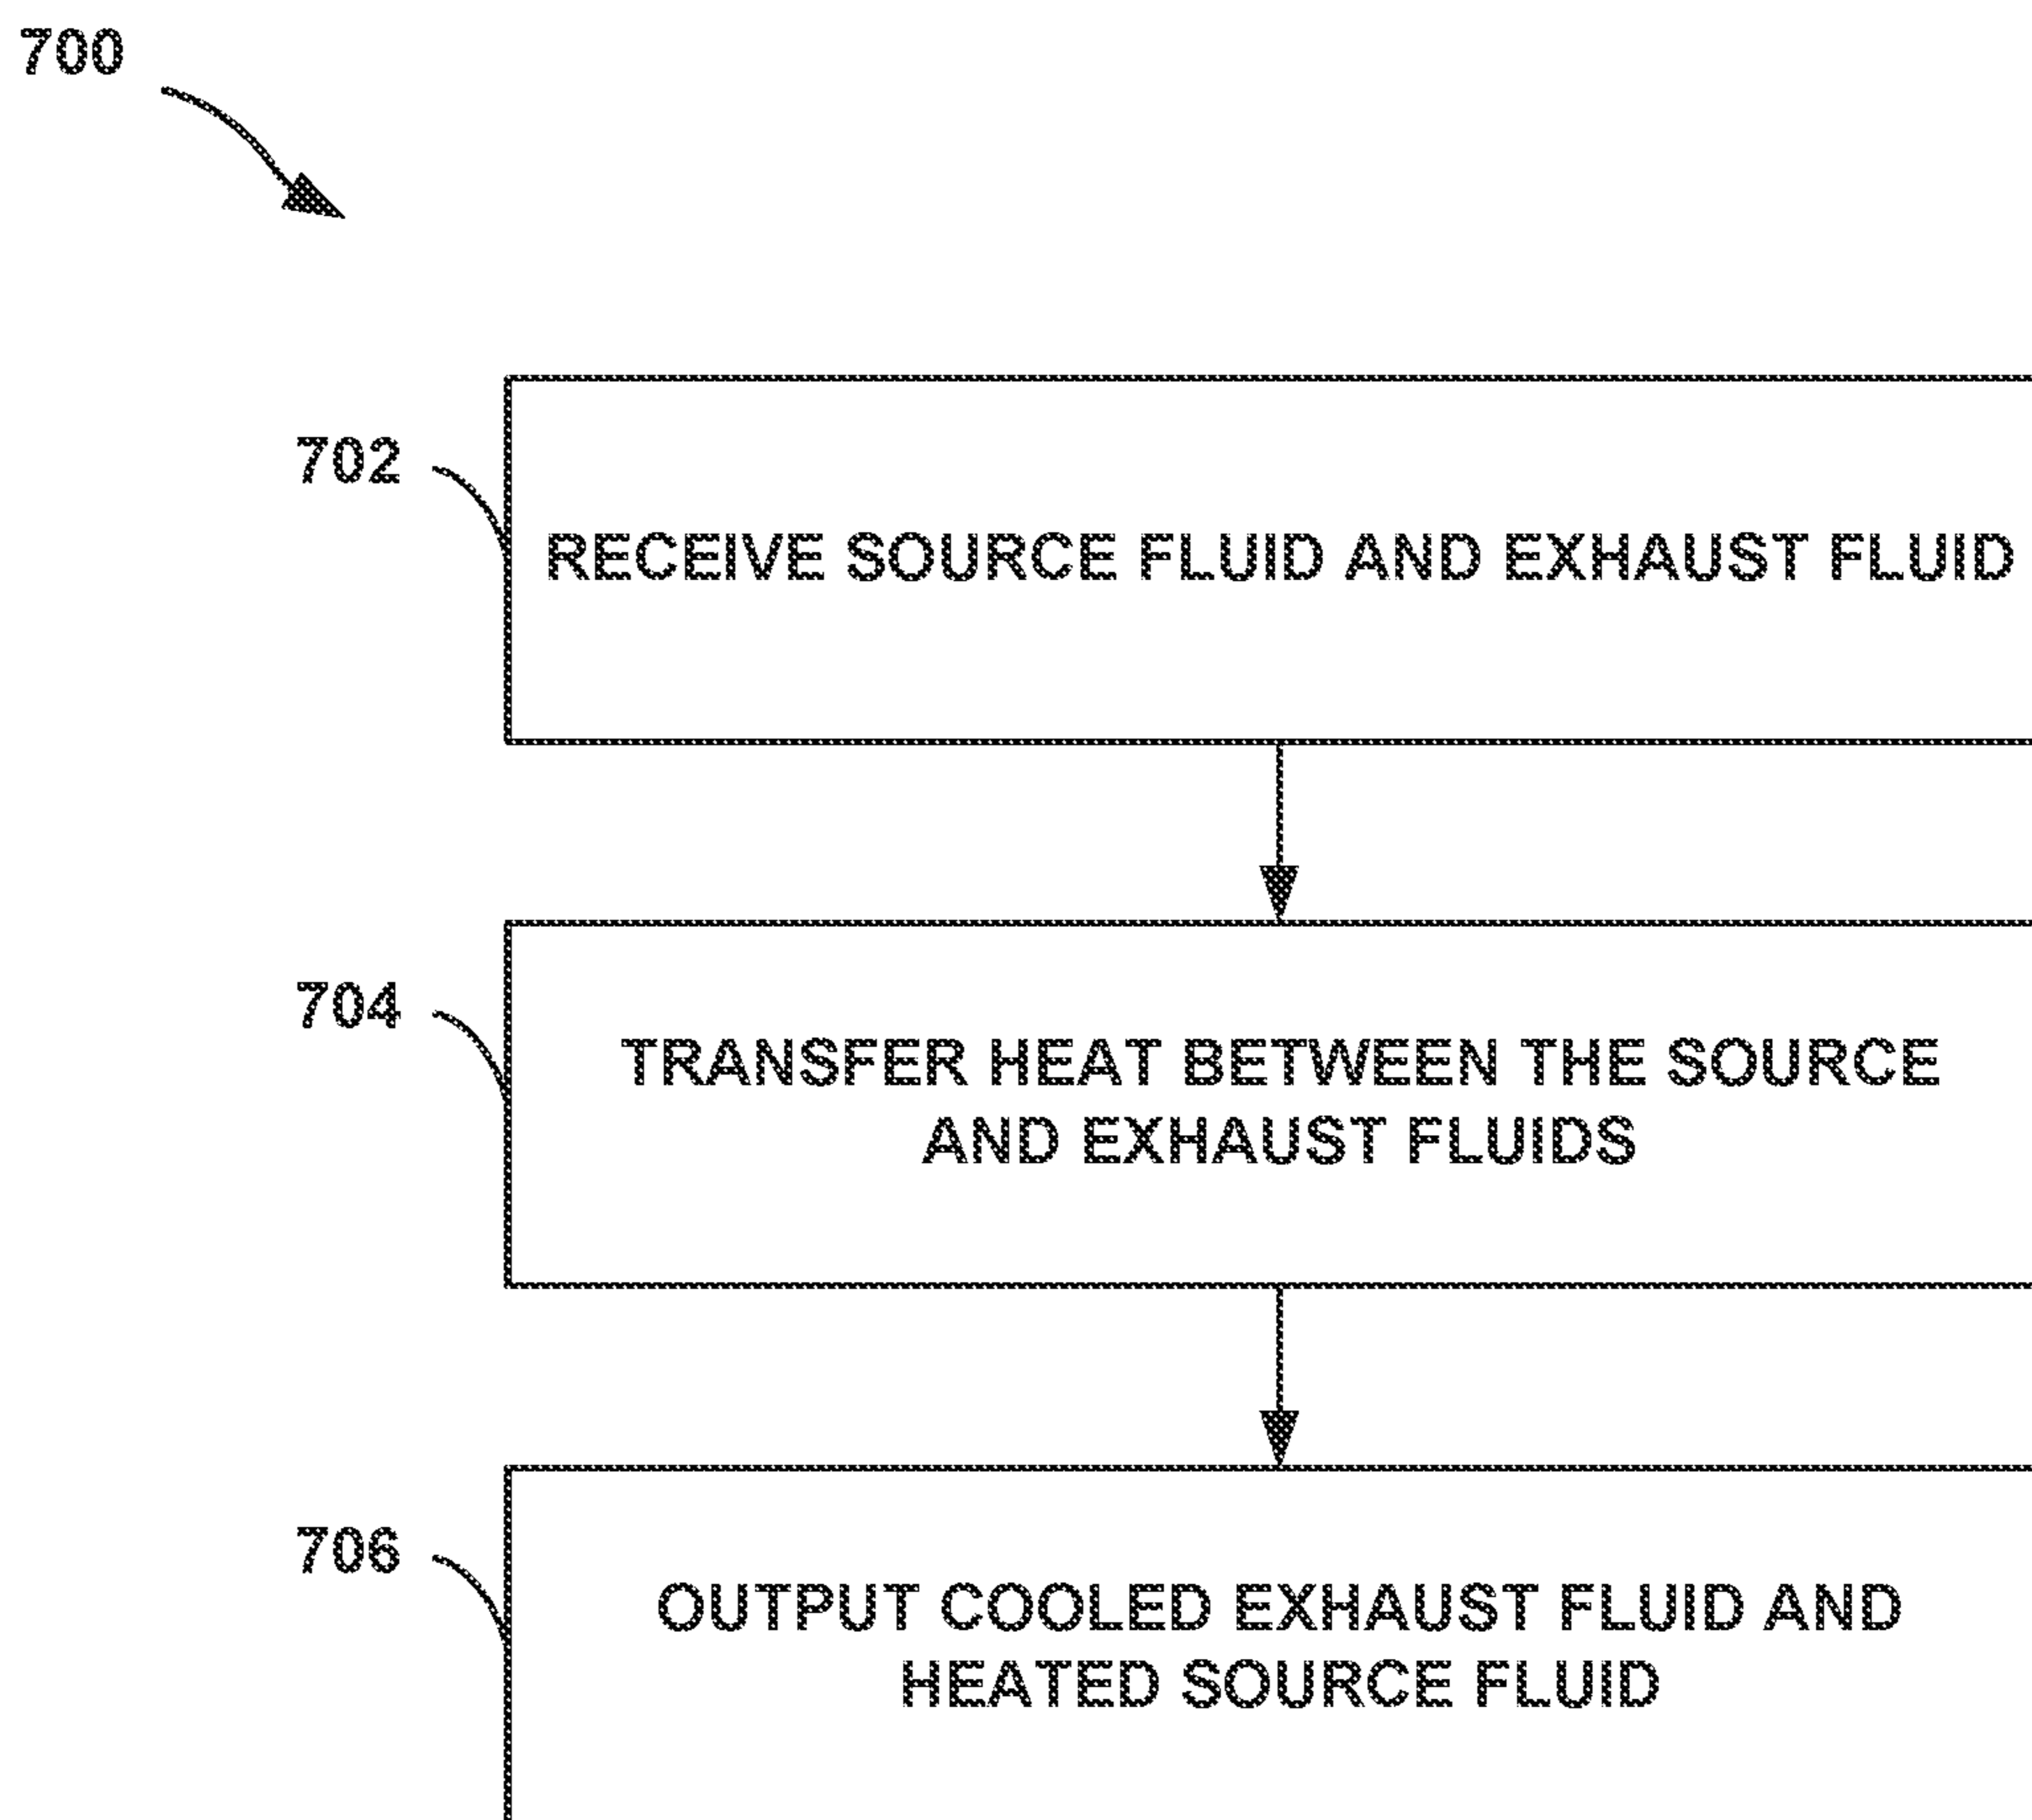 700
702
RECEIVE SOURCE FLUID AND EXHAUST FLUID
704
TRANSFER HEAT BETWEEN THE SOURCE
AND EXHAUST FLUIDS
706
OUTPUT COOLED EXHAUST FLUID AND
HEATED SOURCE FLUID